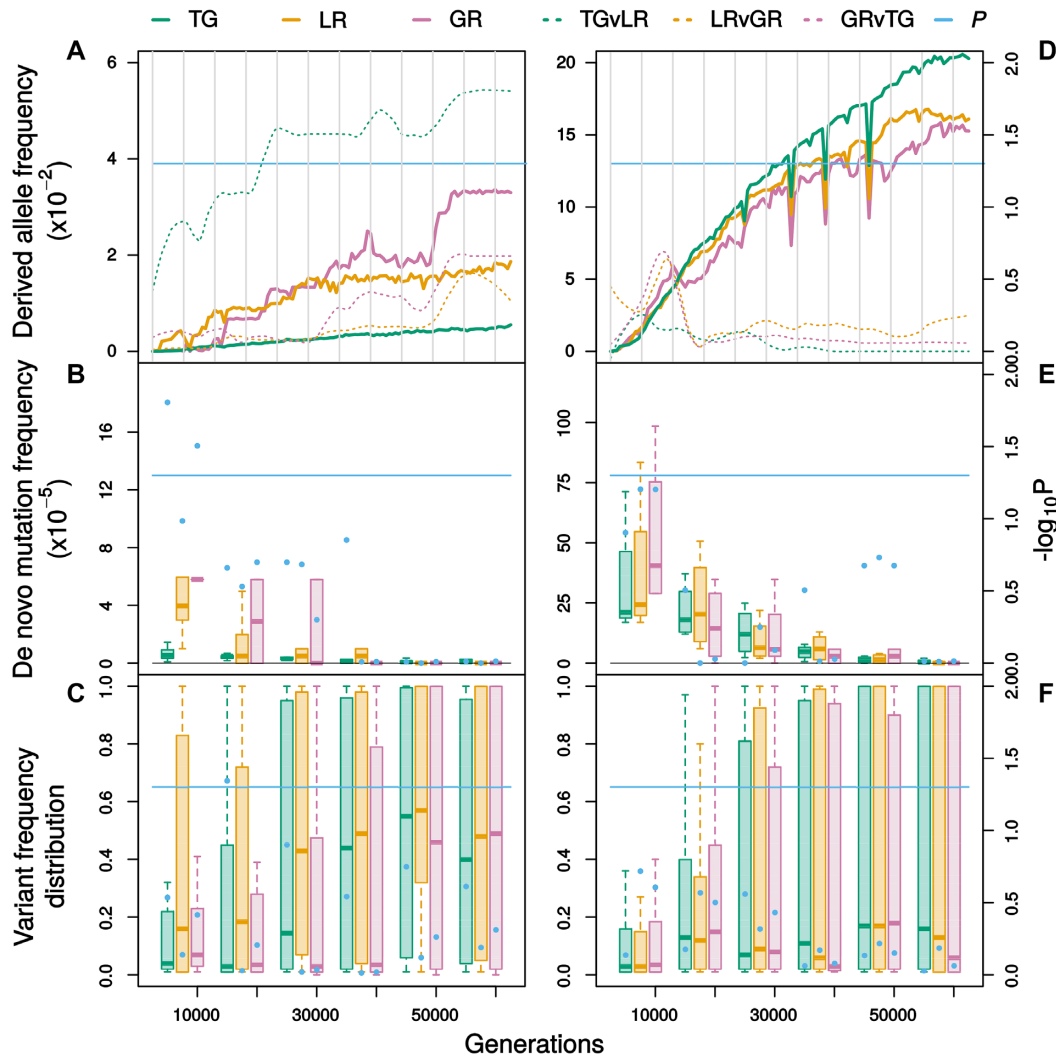 TG LR GR TGvLR LRvGR GRvTG P
A
D
Derived allele frequency
(x10⁻²)
0 2 4 6
0 5 10 15 20
0.0 0.5 1.0 1.5 2.0
B
E
De novo mutation frequency
(x10⁻⁵)
0 4 8 12 16
0 25 50 75 100
0.0 0.5 1.0 1.5 2.0
-log₁₀P
C
F
Variant frequency
distribution
0.0 0.2 0.4 0.6 0.8 1.0
0.0 0.2 0.4 0.6 0.8 1.0
0.0 0.5 1.0 1.5 2.0
10000 30000 50000
10000 30000 50000
Generations